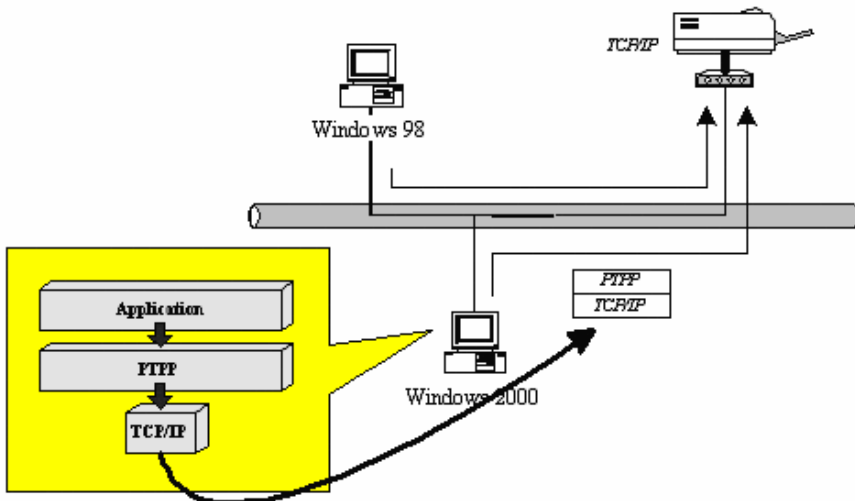 TCP/IP
Windows 98
PTPP
TCP/IP
Application
PTPP
Windows 2000
TCP/IP